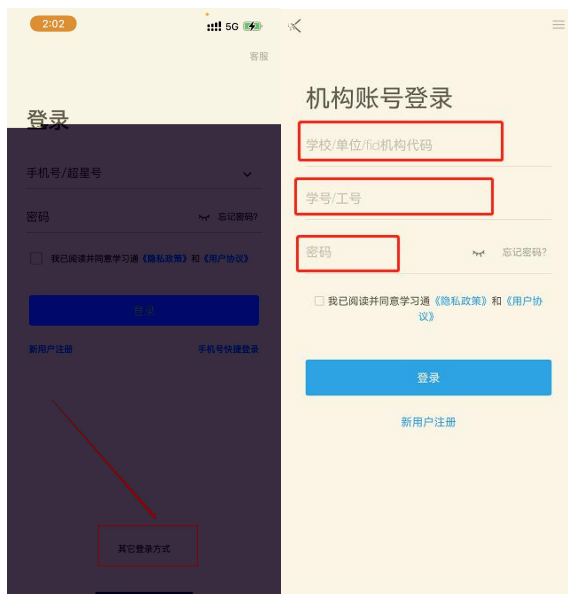 2:02
5G
客服
登录
手机号/超星号
密码
忘记密码?
我已阅读并同意学习通《隐私政策》和《用户协议》
登录
新用户注册
手机号快捷登录
其它登录方式
机构账号登录
学校/单位/fid机构代码
学号/工号
密码
忘记密码?
我已阅读并同意学习通《隐私政策》和《用户协
议》
登录
新用户注册